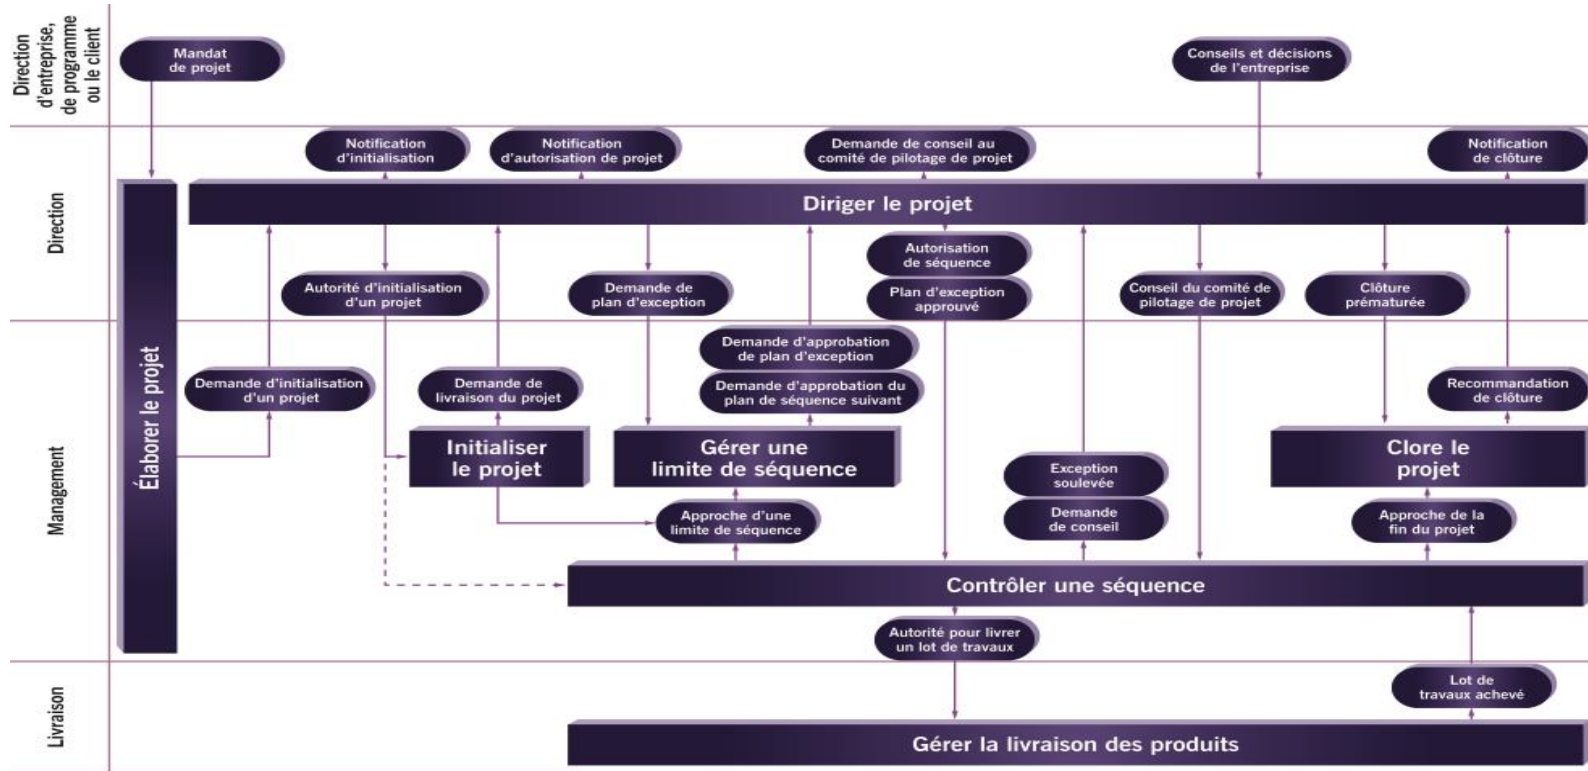 Direction
d'entreprise,
de programme
ou le client
Mandat
de projet
Conseils et décisions
de l'entreprise
Direction
Notification
d'initialisation
Notification
d'autorisation de projet
Demande de conseil au
comité de pilotage de projet
Notification
de clôture
Diriger le projet
Autorité d'initialisation
d'un projet
Demande de
plan d'exception
Autorisation
de séquence
Plan d'exception
approuvé
Conseil du comité de
pilotage de projet
Clôture
prématurée
Management
Élaborer le projet
Demande d'initialisation
d'un projet
Demande de
livraison du projet
Demande d'approbation
de plan d'exception
Demande d'approbation du
plan de séquence suivant
Recommandation
de clôture
Initialiser
le projet
Gérer une
limite de séquence
Clore le
projet
Exception
soulevée
Demande
de conseil
Approche d'une
limite de séquence
Approche de la
fin du projet
Contrôler une séquence
Autorité pour livrer
un lot de travaux
Livraison
Lot de
travaux achevé
Gérer la livraison des produits